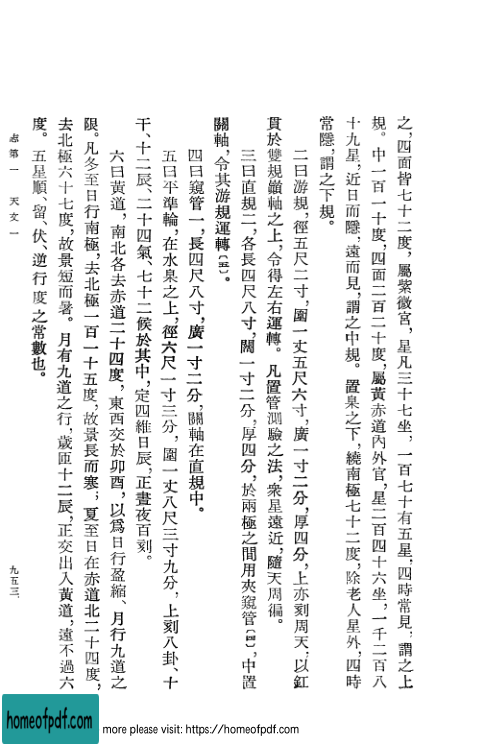 之，四面皆七十二度，屬紫微宮，星凡三十七坐，一百七十有五星，四時常見，謂之上
規。中一百一十度，四面二百二十度，屬黃赤道內外官，星二百四十六坐，一千二百八
十九星，近日而隱，遠而見，謂之中規。置臬之下，繞南極七十二度，除老人星外，四時
常隱，謂之下規。
二曰游規，徑五尺二寸，圍一丈五尺六寸，廣一寸二分，厚四分，上亦刻周天，以釭
貫於雙規巔軸之上，令得左右運轉。凡置管測驗之法，衆星遠近，隨天周徧。
三曰直規二，各長四尺八寸，闊一寸二分，厚四分，於兩極之間用夾窺管〔四〕，中置
關軸，令其游規運轉〔五〕。
四曰窺管一，長四尺八寸，廣一寸二分，關軸在直規中。
五曰平準輪，在水臬之上，徑六尺一寸三分，圍一丈八尺三寸九分，上刻八卦、十
干、十二辰、二十四氣、七十二候於其中，定四維日辰，正晝夜百刻。
六曰黃道，南北各去赤道二十四度，東西交於卯酉，以爲日行盈縮、月行九道之
限。凡冬至日行南極，去北極一百一十五度，故景長而寒；夏至日在赤道北二十四度，
去北極六十七度，故景短而暑。月有九道之行，歲匝十二辰，正交出入黃道，遠不過六
度。五星順、留、伏、逆行度之常數也。
志第一　天文一
九五三
homeofpdf.com
more please visit: https://homeofpdf.com